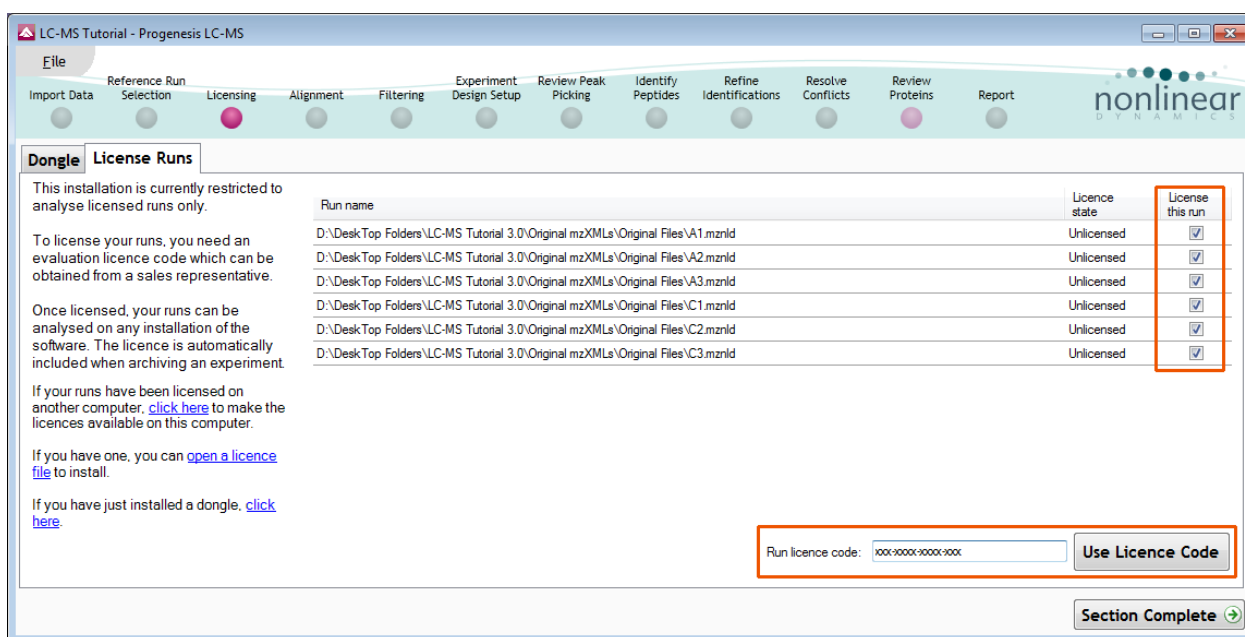 LC-MS Tutorial - Progenesis LC-MS
File
Import Data
Reference Run
Selection
Licensing
Alignment
Filtering
Experiment
Design Setup
Review Peak
Picking
Identify
Peptides
Refine
Identifications
Resolve
Conflicts
Review
Proteins
Report
nonlinear
DYNAMICS
Dongle
License Runs
This installation is currently restricted to
analyse licensed runs only.
To license your runs, you need an
evaluation licence code which can be
obtained from a sales representative.
Once licensed, your runs can be
analysed on any installation of the
software. The licence is automatically
included when archiving an experiment.
If your runs have been licensed on
another computer, click here to make the
licences available on this computer.
If you have one, you can open a licence
file to install.
If you have just installed a dongle, click
here.
Run name
Licence
state
License
this run
D:\DeskTop Folders\LC-MS Tutorial 3.0\Original mzXMLs\Original Files\A1.mznld Unlicensed
D:\DeskTop Folders\LC-MS Tutorial 3.0\Original mzXMLs\Original Files\A2.mznld Unlicensed
D:\DeskTop Folders\LC-MS Tutorial 3.0\Original mzXMLs\Original Files\A3.mznld Unlicensed
D:\DeskTop Folders\LC-MS Tutorial 3.0\Original mzXMLs\Original Files\C1.mznld Unlicensed
D:\DeskTop Folders\LC-MS Tutorial 3.0\Original mzXMLs\Original Files\C2.mznld Unlicensed
D:\DeskTop Folders\LC-MS Tutorial 3.0\Original mzXMLs\Original Files\C3.mznld Unlicensed
Run licence code: xxx-xxxx-xxxx-xxx Use Licence Code
Section Complete